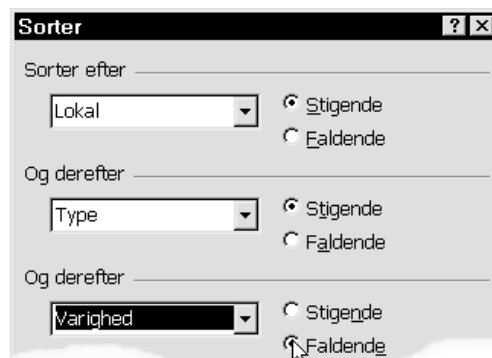 Sorter
Sorter efter
Lokal
Stigende
Faldende
Og derefter
Type
Stigende
Faldende
Og derefter
Varighed
Stigende
Faldende